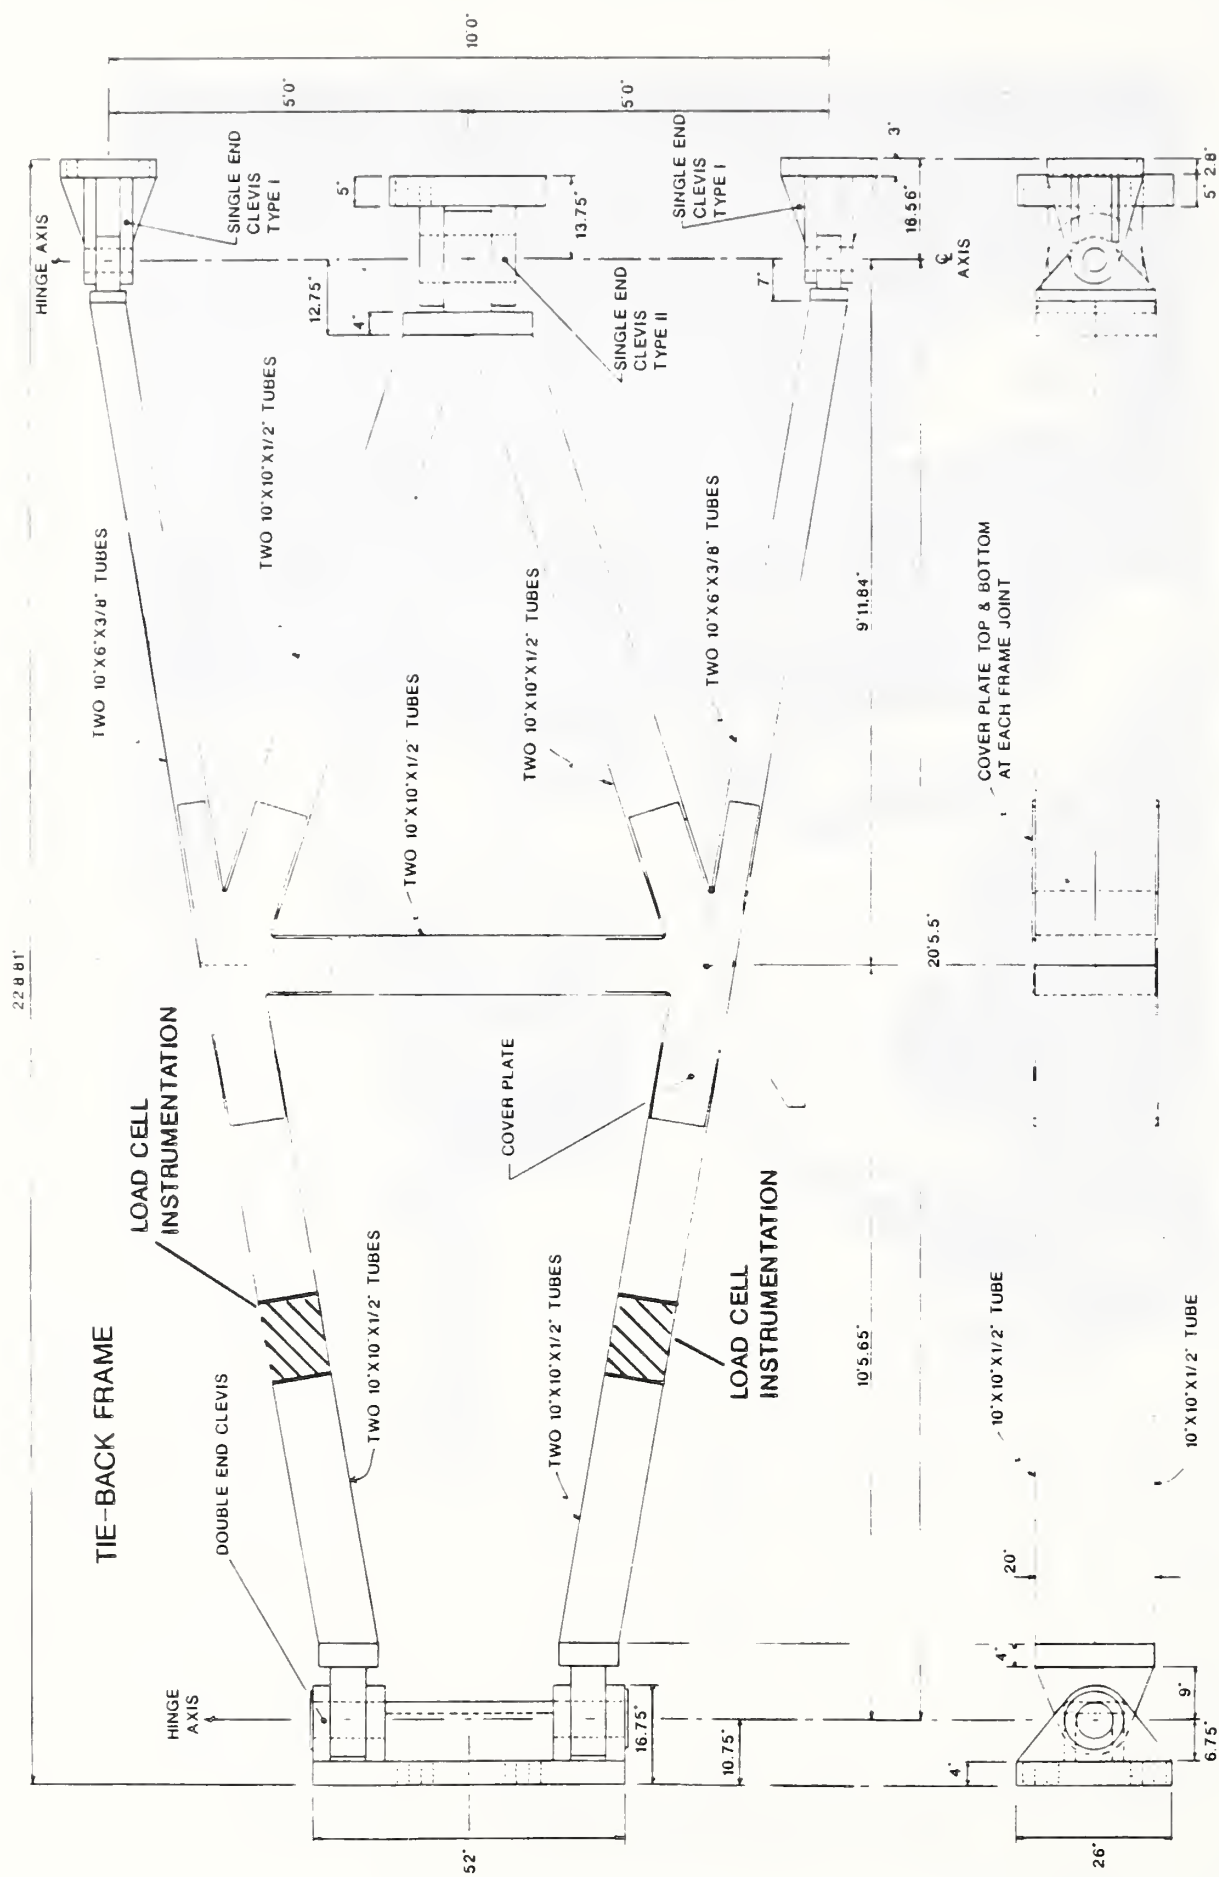 TIE-BACK FRAME
22'8.81"
HINGE
AXIS
DOUBLE END CLEVIS
LOAD CELL
INSTRUMENTATION
TWO 10"X10"X1/2" TUBES
TWO 10"X6"X3/8" TUBES
TWO 10"X10"X1/2" TUBES
HINGE AXIS
SINGLE END
CLEVIS
TYPE I
10'0"
5'0"
5'0"
TWO 10"X10"X1/2" TUBES
12.75"
4"
5"
13.75"
SINGLE END
CLEVIS
TYPE II
52"
16.75"
10.75"
TWO 10"X10"X1/2" TUBES
COVER PLATE
LOAD CELL
INSTRUMENTATION
TWO 10"X10"X1/2" TUBES
TWO 10"X6"X3/8" TUBES
SINGLE END
CLEVIS
TYPE I
3"
7"
16.56"
10'5.65"
9'11.84"
20'5.5"
℄
AXIS
COVER PLATE TOP & BOTTOM
AT EACH FRAME JOINT
10"X10"X1/2" TUBE
10"X10"X1/2" TUBE
20"
4"
4"
9"
6.75"
26"
5"
2.8"